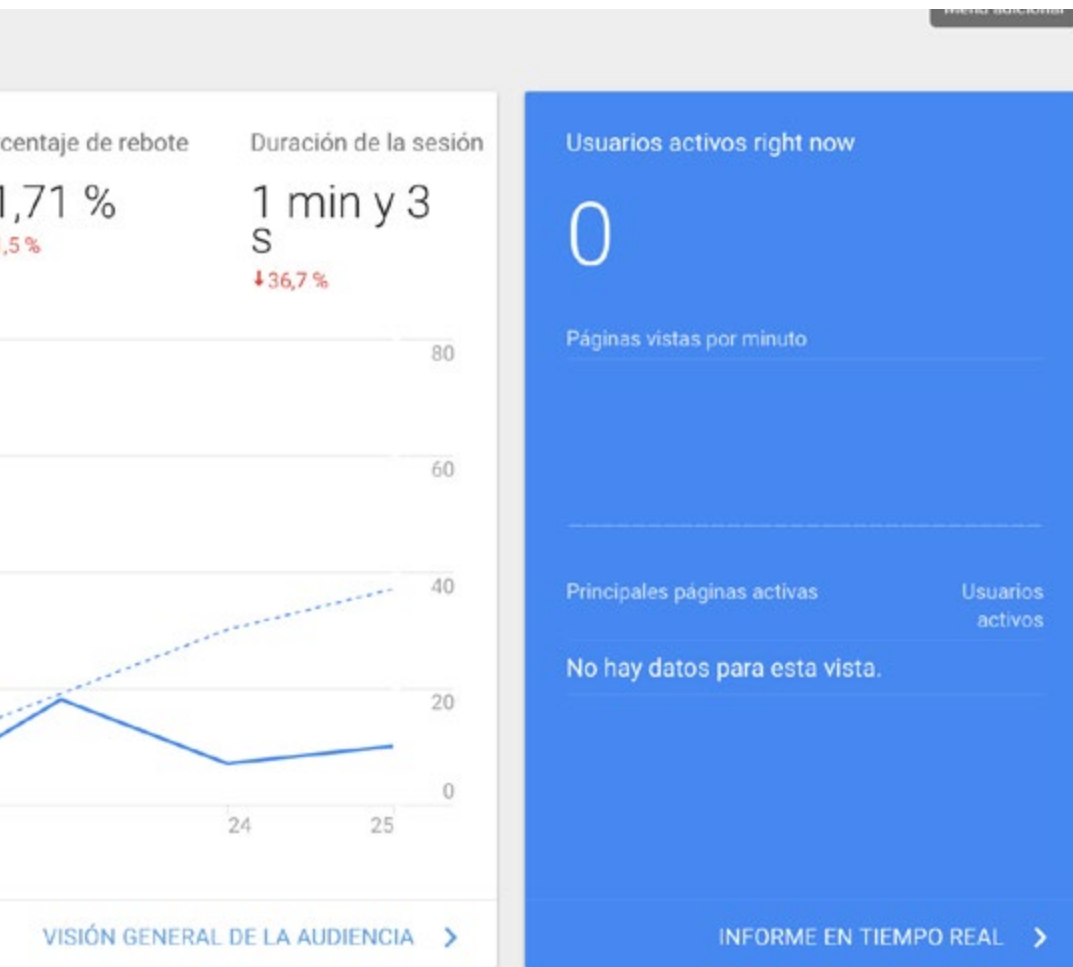 Menú adicional
centaje de rebote
1,71 %
,5 %
Duración de la sesión
1 min y 3
s
36,7 %
80
60
40
20
0
24
25
VISIÓN GENERAL DE LA AUDIENCIA
Usuarios activos right now
0
Páginas vistas por minuto
Principales páginas activas
Usuarios
activos
No hay datos para esta vista.
INFORME EN TIEMPO REAL